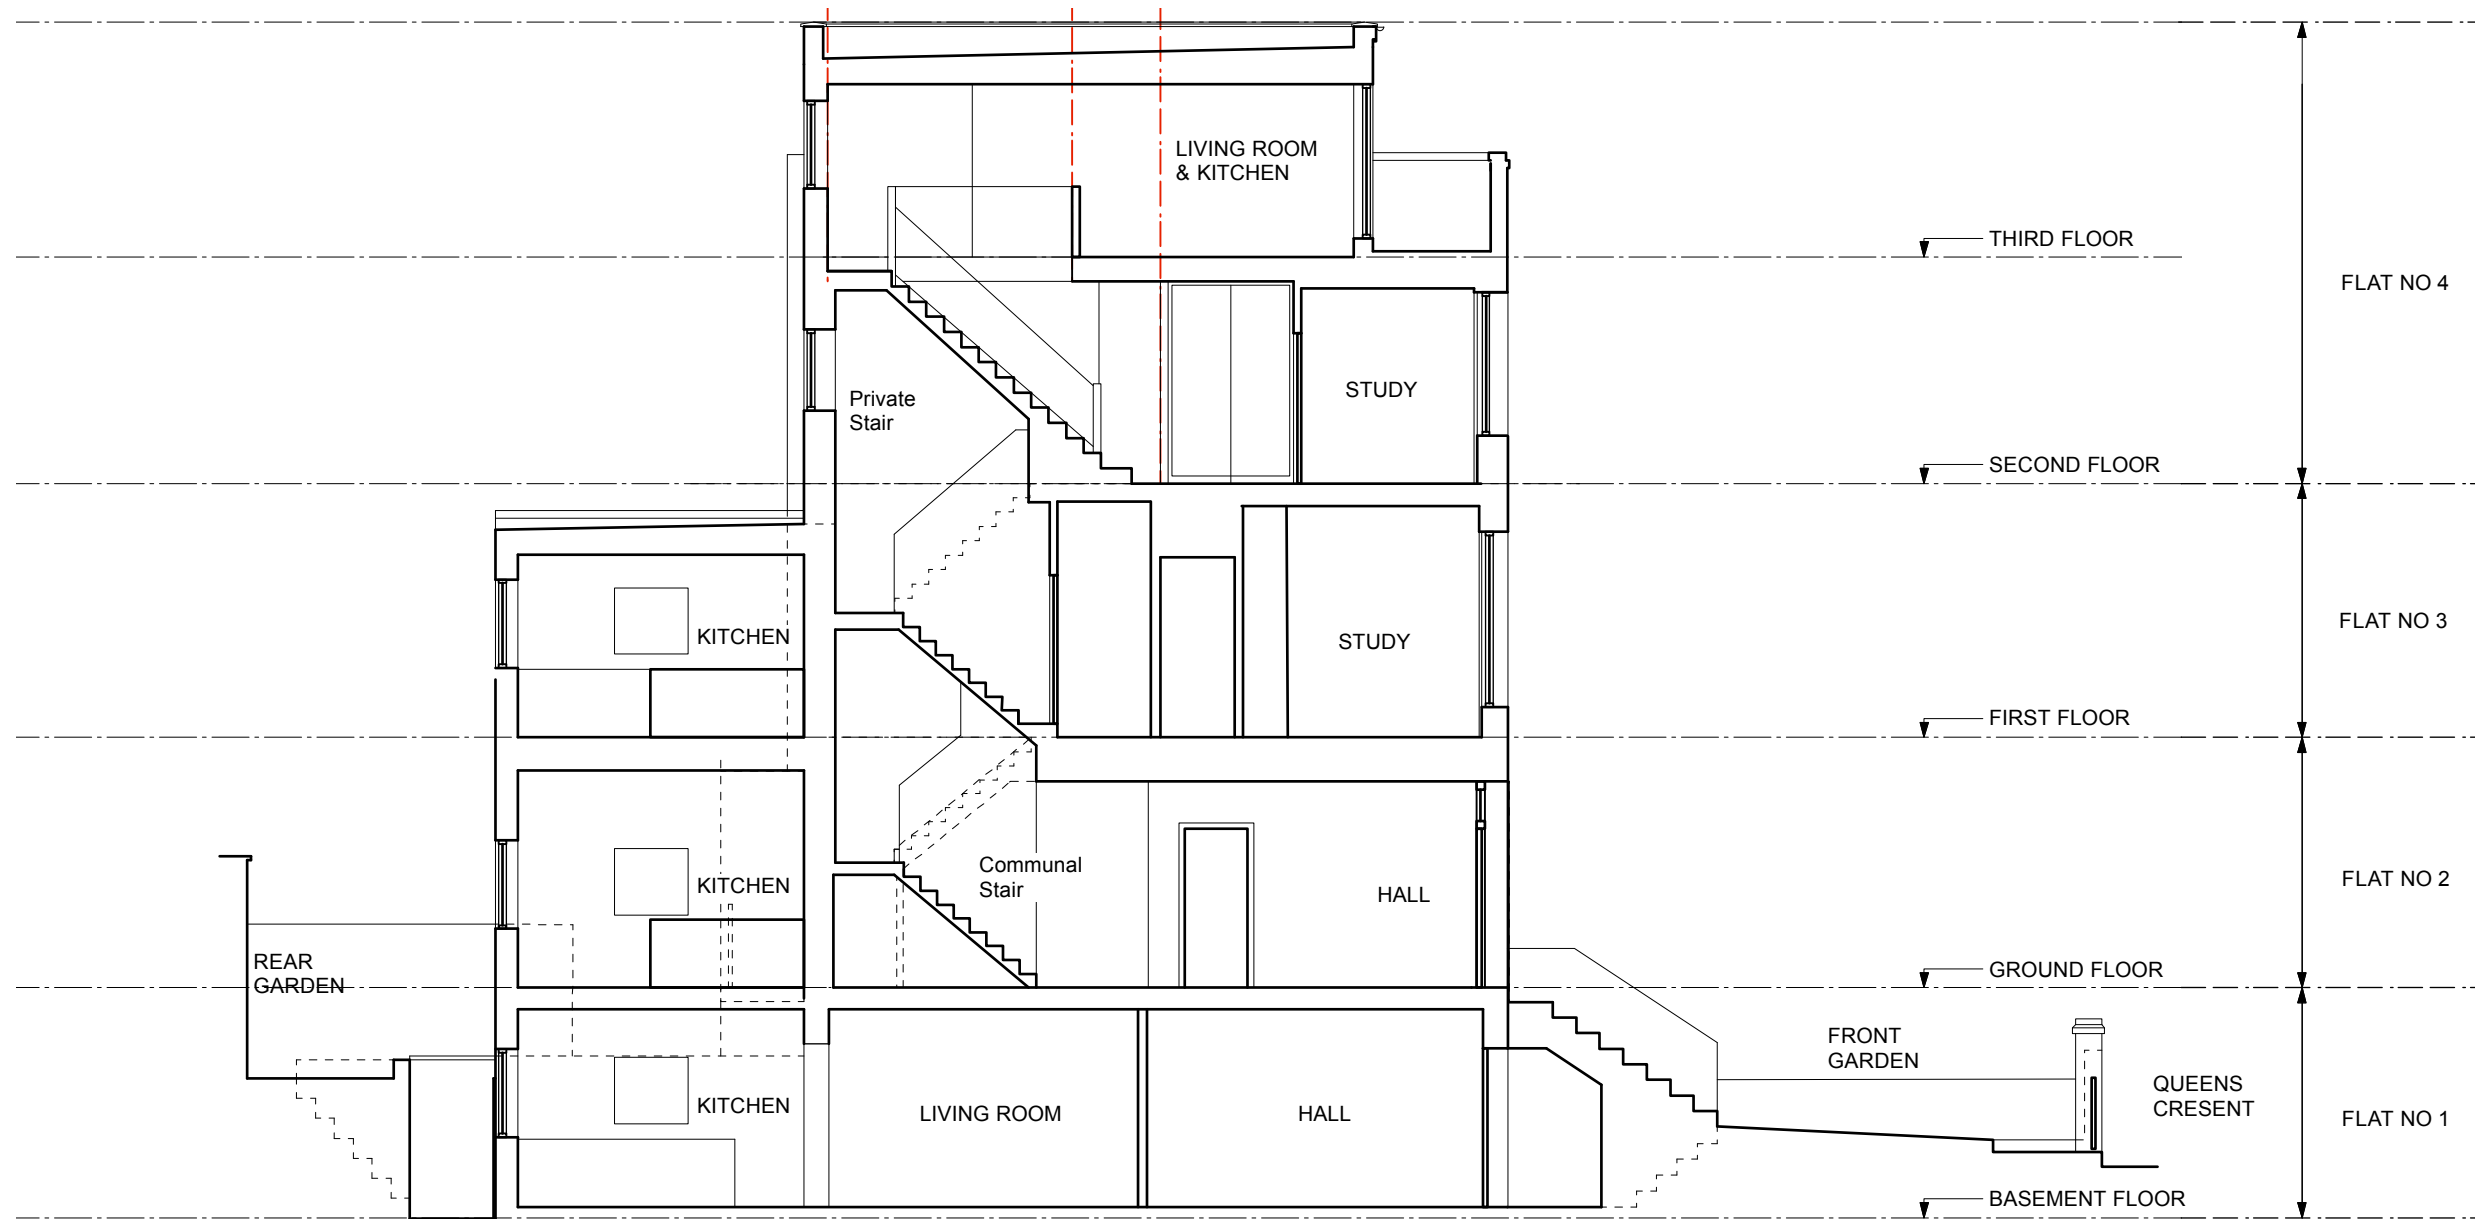 LIVING ROOM
& KITCHEN
THIRD FLOOR
FLAT NO 4
Private
Stair
STUDY
SECOND FLOOR
KITCHEN
STUDY
FLAT NO 3
FIRST FLOOR
KITCHEN
Communal
Stair
HALL
FLAT NO 2
REAR
GARDEN
GROUND FLOOR
KITCHEN
LIVING ROOM
HALL
FRONT
GARDEN
QUEENS
CRESENT
FLAT NO 1
BASEMENT FLOOR